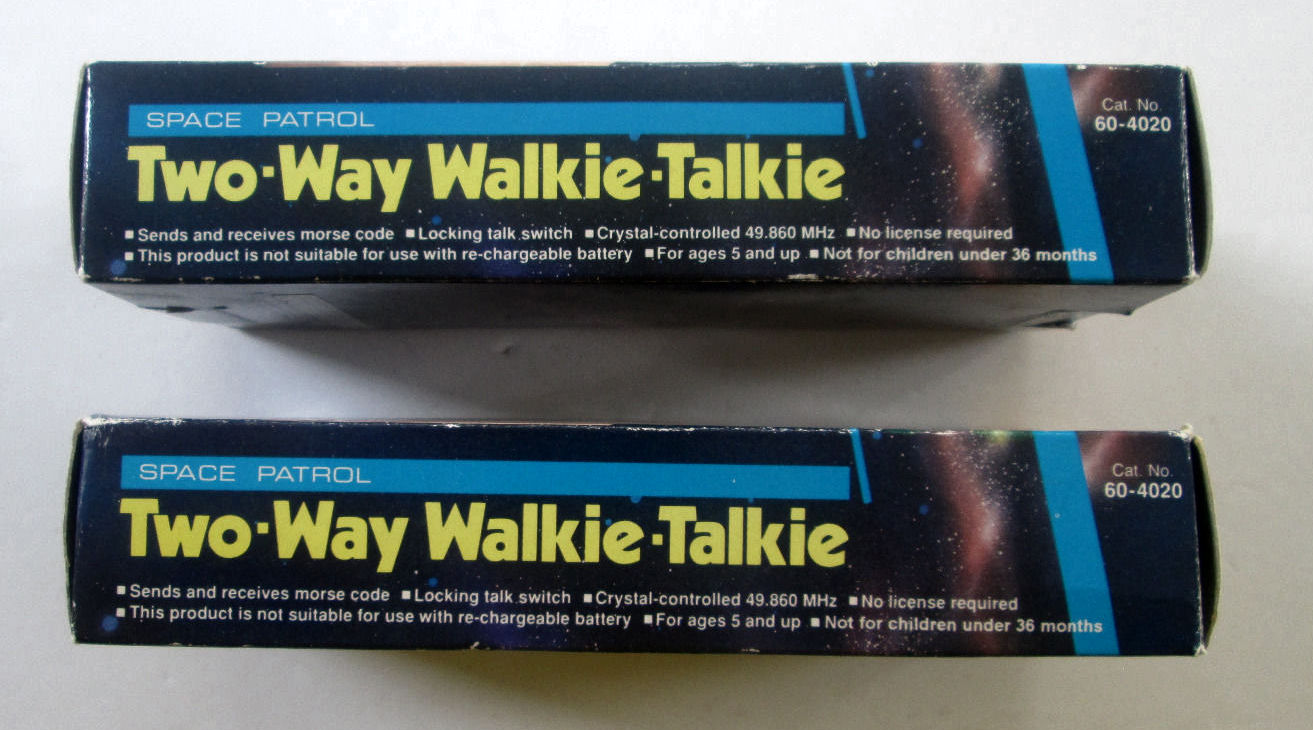 SPACE PATROL
Cat. No.
60-4020
Two-Way Walkie-Talkie
■ Sends and receives morse code ■ Locking talk switch ■ Crystal-controlled 49.860 MHz ■ No license required
■ This product is not suitable for use with re-chargeable battery ■ For ages 5 and up ■ Not for children under 36 months
SPACE PATROL
Cat. No.
60-4020
Two-Way Walkie-Talkie
■ Sends and receives morse code ■ Locking talk switch ■ Crystal-controlled 49.860 MHz ■ No license required
■ This product is not suitable for use with re-chargeable battery ■ For ages 5 and up ■ Not for children under 36 months